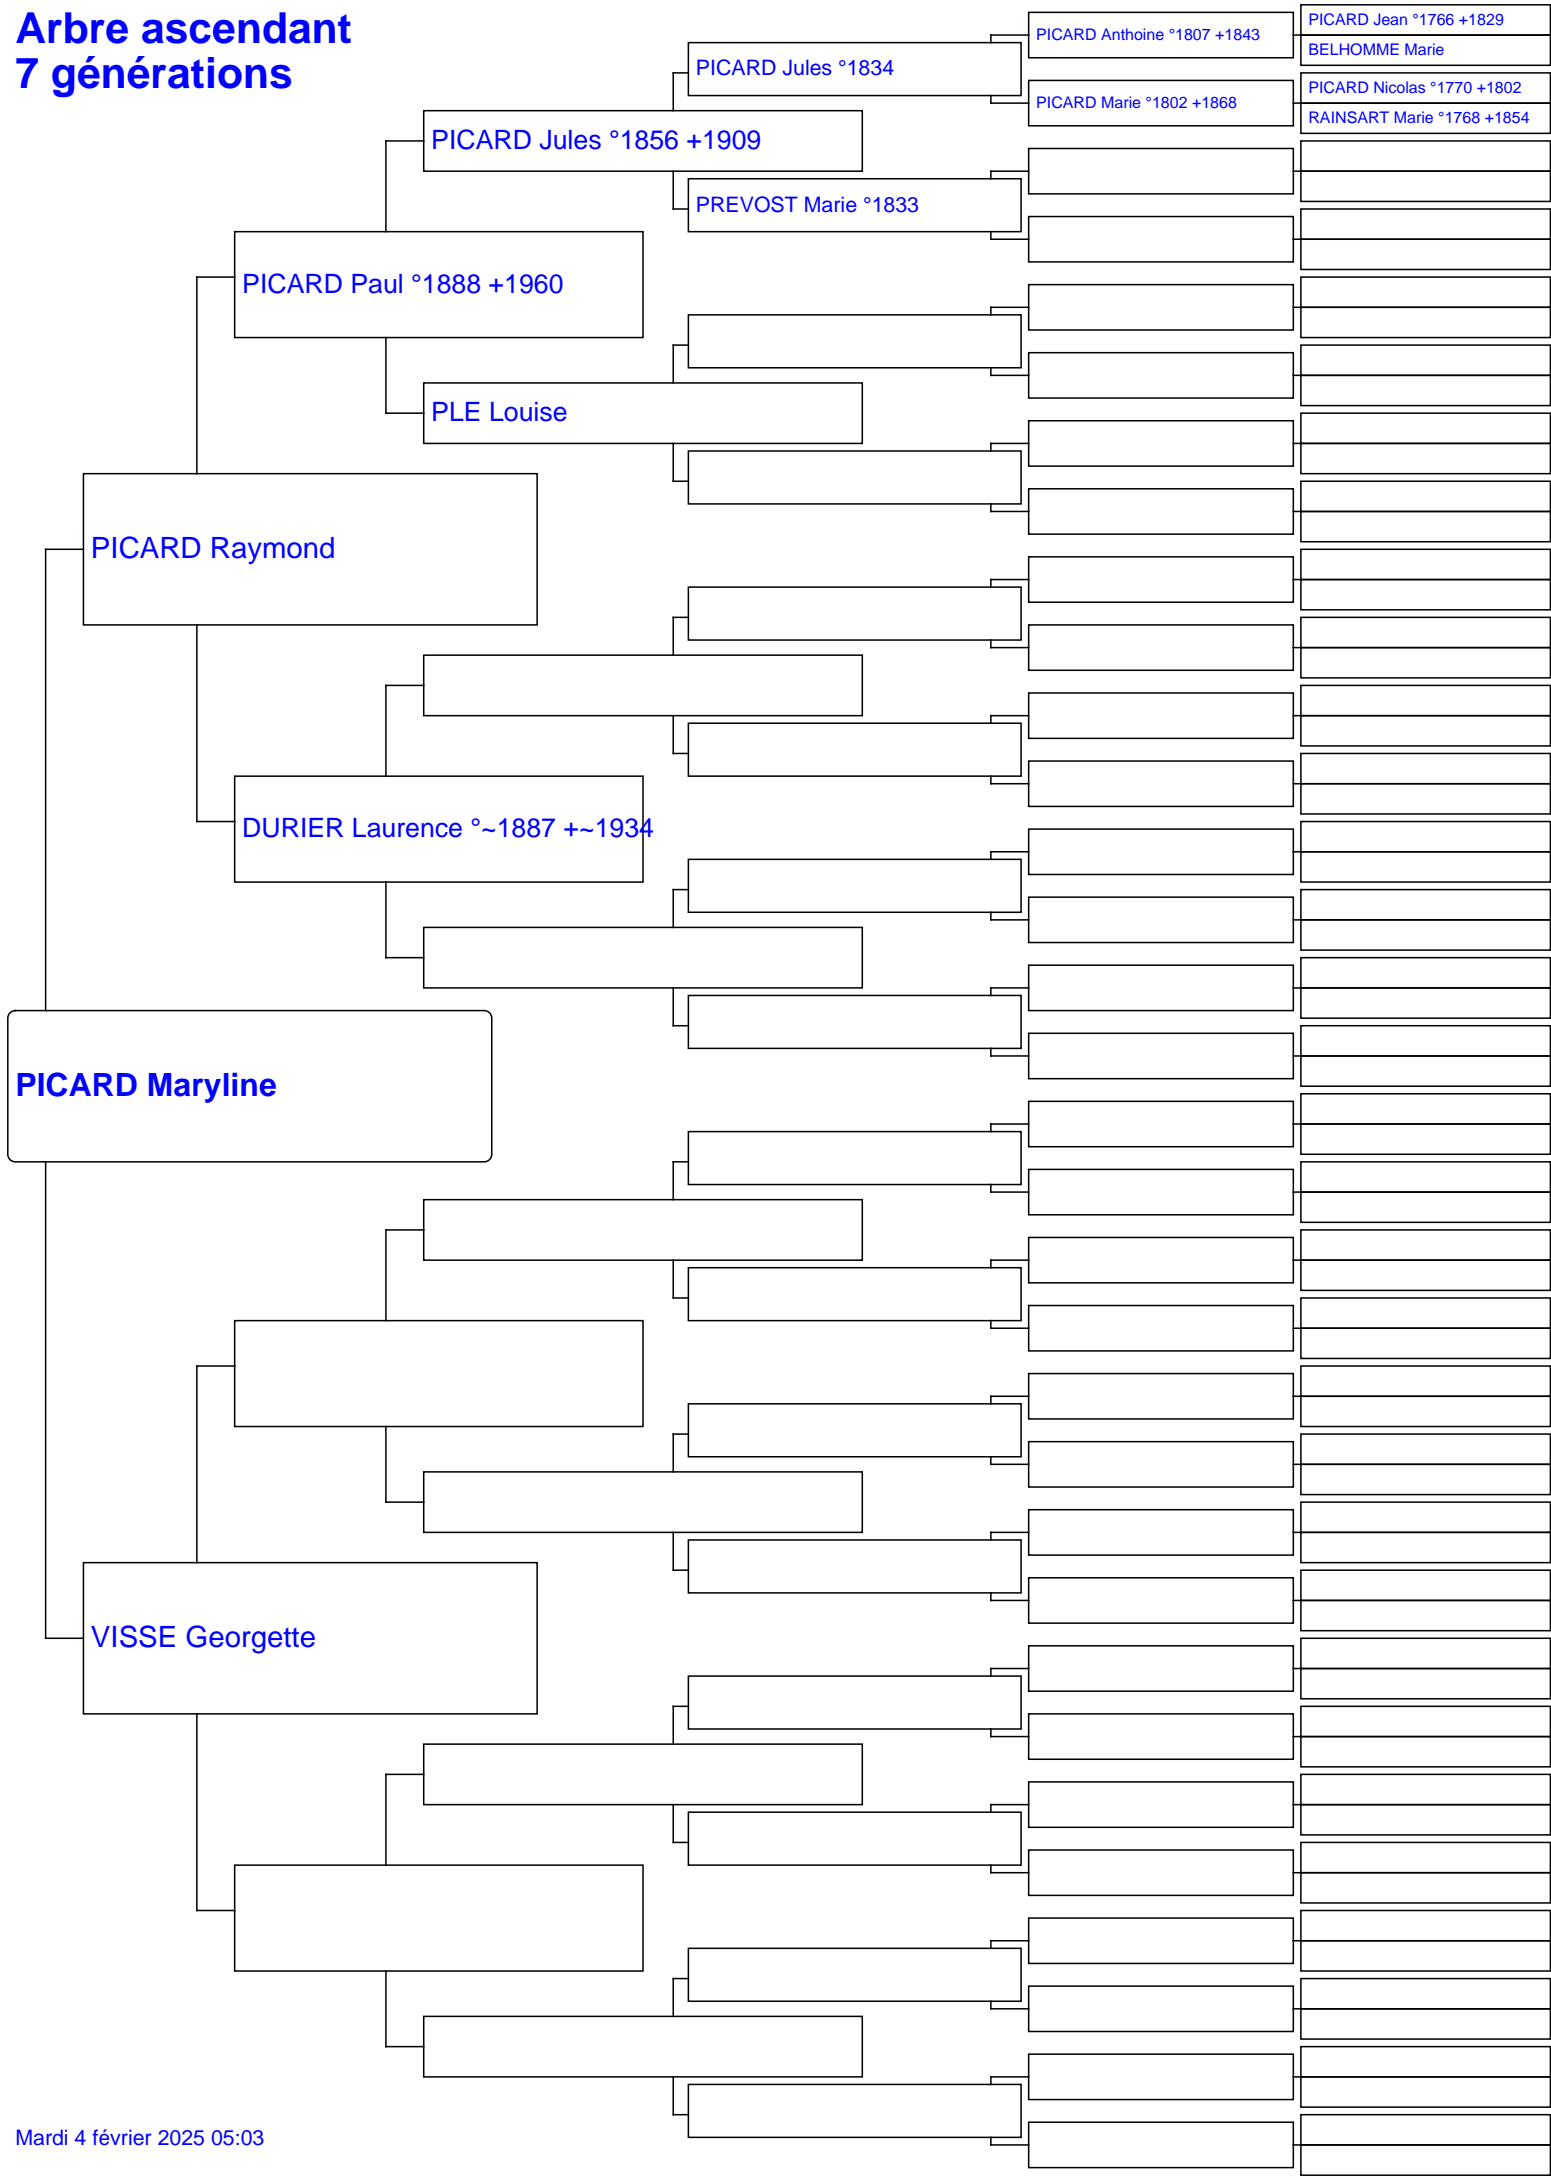 Arbre ascendant
7 générations
PICARD Jean °1766 +1829
PICARD Anthoine °1807 +1843
BELHOMME Marie
PICARD Jules °1834
PICARD Nicolas °1770 +1802
PICARD Marie °1802 +1868
RAINSART Marie °1768 +1854
PICARD Jules °1856 +1909
PREVOST Marie °1833
PICARD Paul °1888 +1960
PLE Louise
PICARD Raymond
DURIER Laurence °~1887 +~1934
PICARD Maryline
VISSE Georgette
Mardi 4 février 2025 05:03